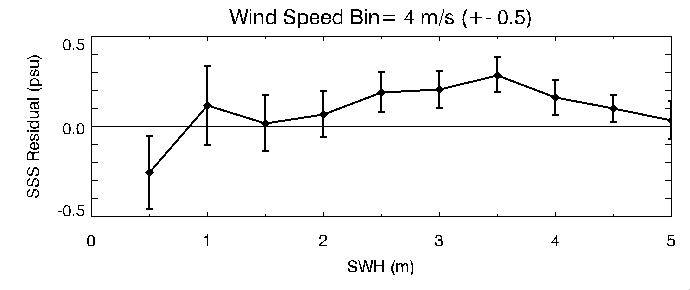 Wind Speed Bin= 4 m/s (+- 0.5)
0.5
0.0
-0.5
SSS Residual (psu)
0 1 2 3 4 5
SWH (m)